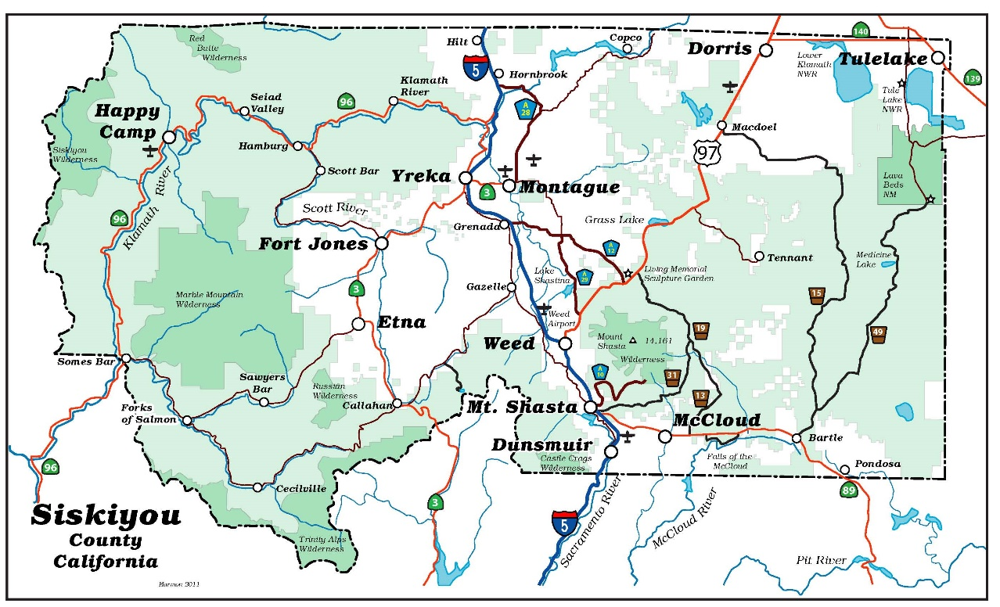 Hilt
Copco
Dorris
140
Tulelake
Red
Butte
Wilderness
5
Hornbrook
Lower
Klamath
NWR
139
Klamath
River
96
Seiad
Valley
A
28
Tule
Lake
NWR
Happy
Camp
Macdoel
Hamburg
97
Siskiyou
Wilderness
Scott Bar
Yreka
3
Montague
Lava
Beds
NM
Klamath
River
96
Scott River
Grenada
Grass Lake
Fort Jones
A
12
Tennant
Medicine
Lake
Lake
Shastina
A
29
Living Memorial
Sculpture Garden
3
Gazelle
15
Marble Mountain
Wilderness
Weed
Airport
Etna
19
49
Weed
Mount
Shasta
14,161
Wilderness
Somes Bar
Sawyers
Bar
Russian
Wilderness
A
10
31
Callahan
13
Forks
of Salmon
Mt. Shasta
McCloud
Dunsmuir
Bartle
Castle Crags
Wilderness
Falls of the
McCloud
Pondosa
96
Cecilville
89
3
Siskiyou
County
California
5
Sacramento River
McCloud River
Trinity Alps
Wilderness
Pit River
Harmon 2011